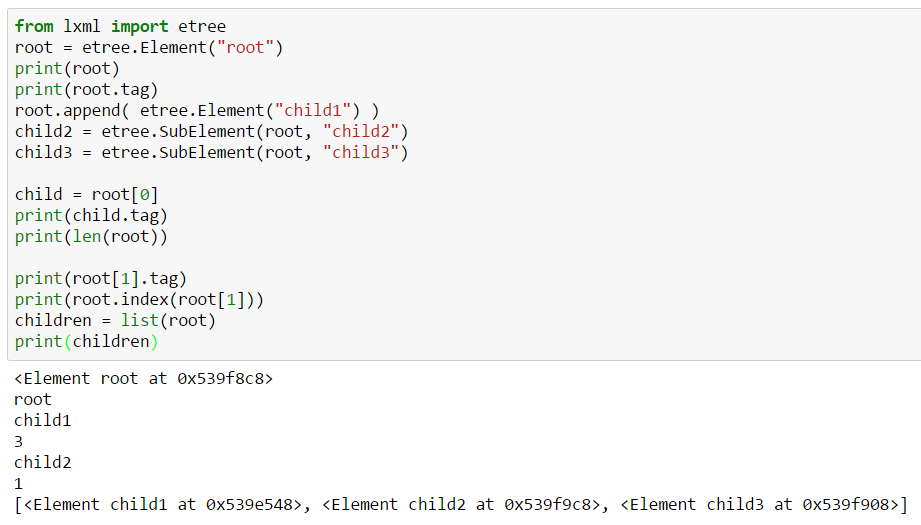 from lxml import etree
root = etree.Element("root")
print(root)
print(root.tag)
root.append( etree.Element("child1") )
child2 = etree.SubElement(root, "child2")
child3 = etree.SubElement(root, "child3")

child = root[0]
print(child.tag)
print(len(root))

print(root[1].tag)
print(root.index(root[1]))
children = list(root)
print(children)
<Element root at 0x539f8c8>
root
child1
3
child2
1
[<Element child1 at 0x539e548>, <Element child2 at 0x539f9c8>, <Element child3 at 0x539f908>]